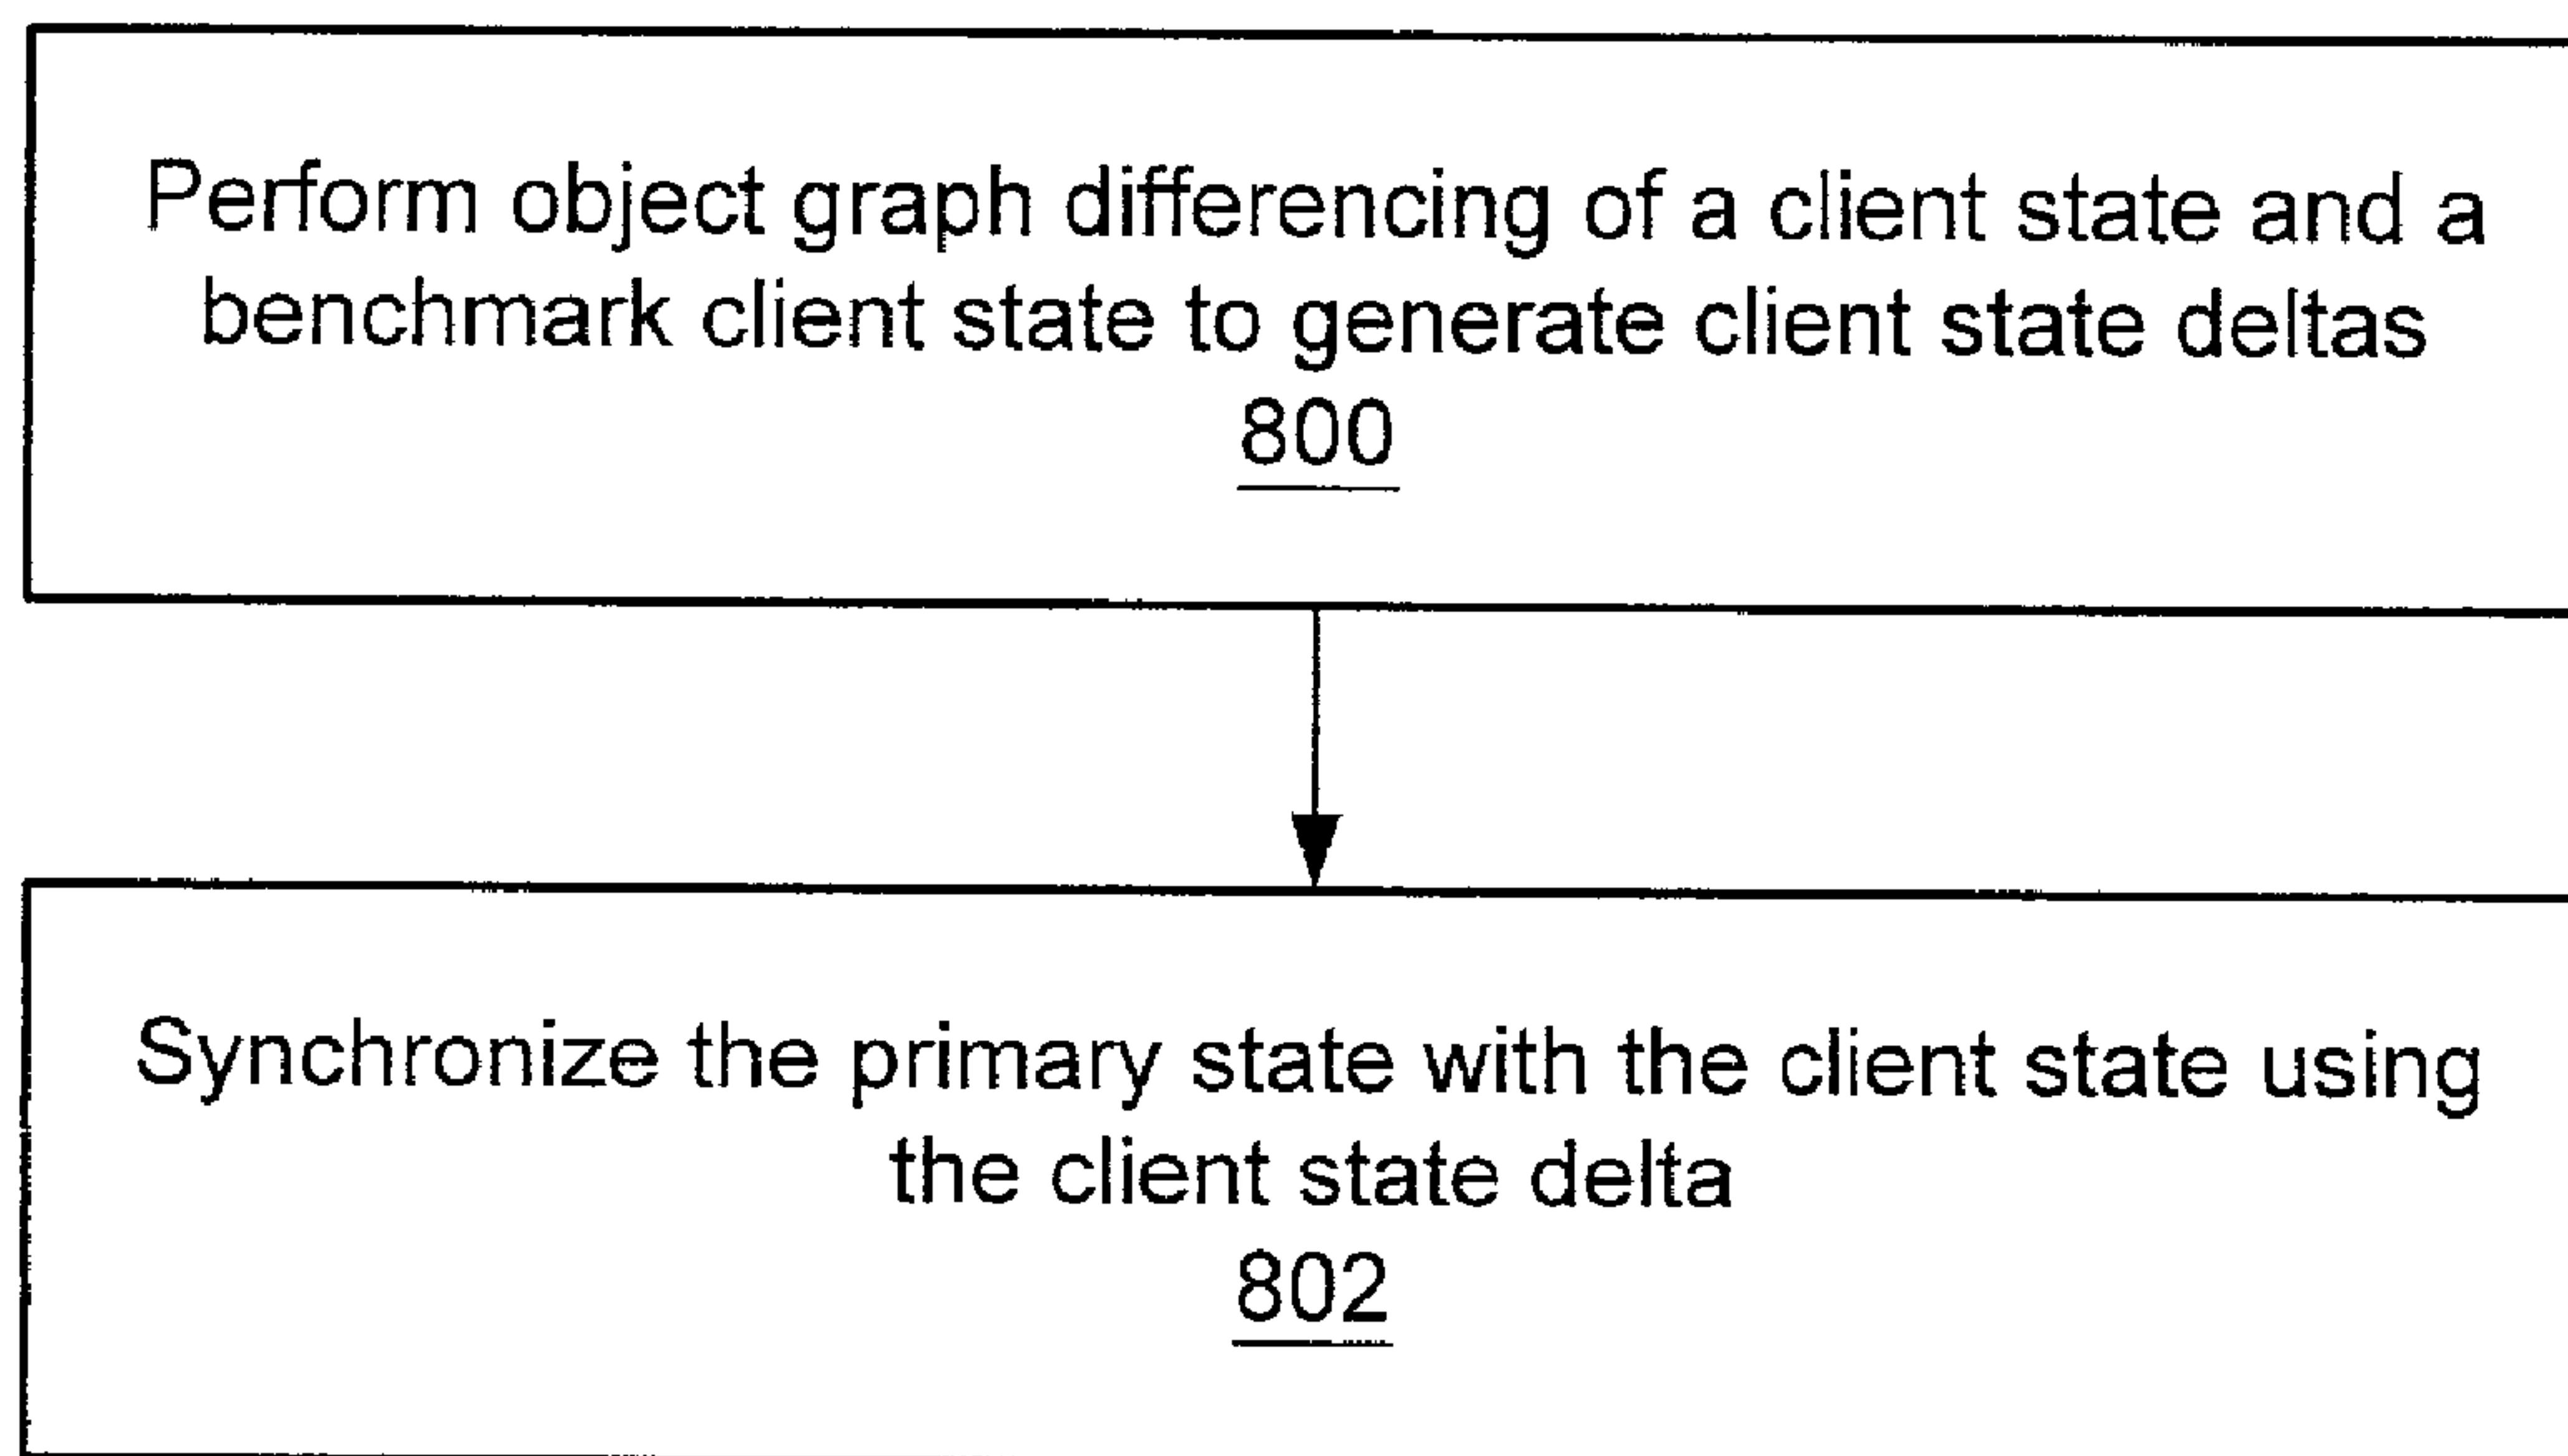 Perform object graph differencing of a client state and a
benchmark client state to generate client state deltas
800
Synchronize the primary state with the client state using
the client state delta
802